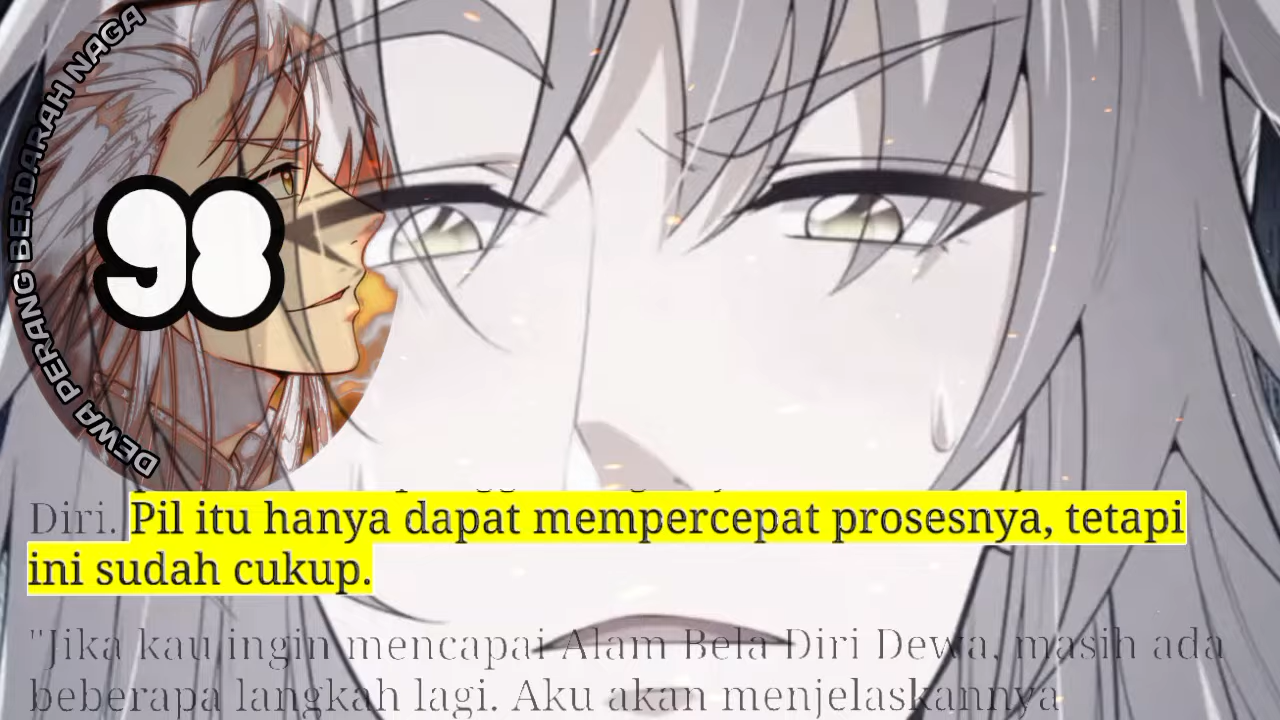 DEWA PERANG BERDARAH NAGA
98
Diri. Pil itu hanya dapat mempercepat prosesnya, tetapi
ini sudah cukup.
"Jika kau ingin mencapai Alam Bela Diri Dewa, masih ada
beberapa langkah lagi. Aku akan menjelaskannya